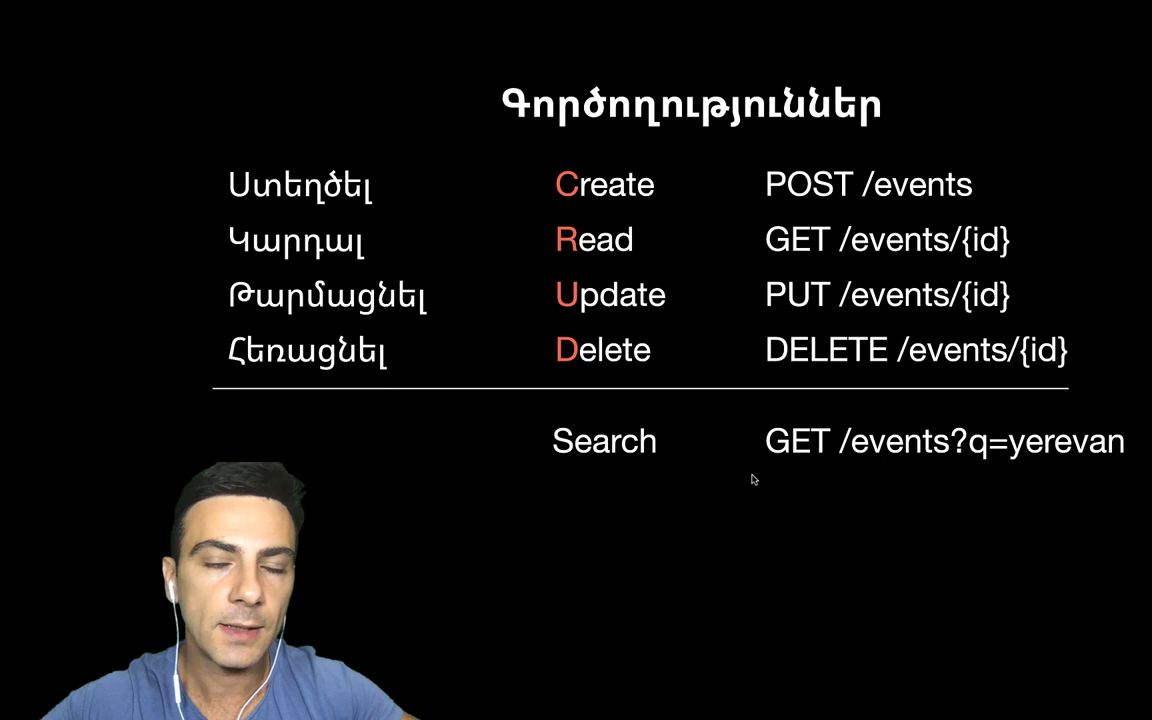 Գործողություններ
Ստեղծել Create POST /events
Կարդալ Read GET /events/{id}
Թարմացնել Update PUT /events/{id}
Հեռացնել Delete DELETE /events/{id}
Search GET /events?q=yerevan